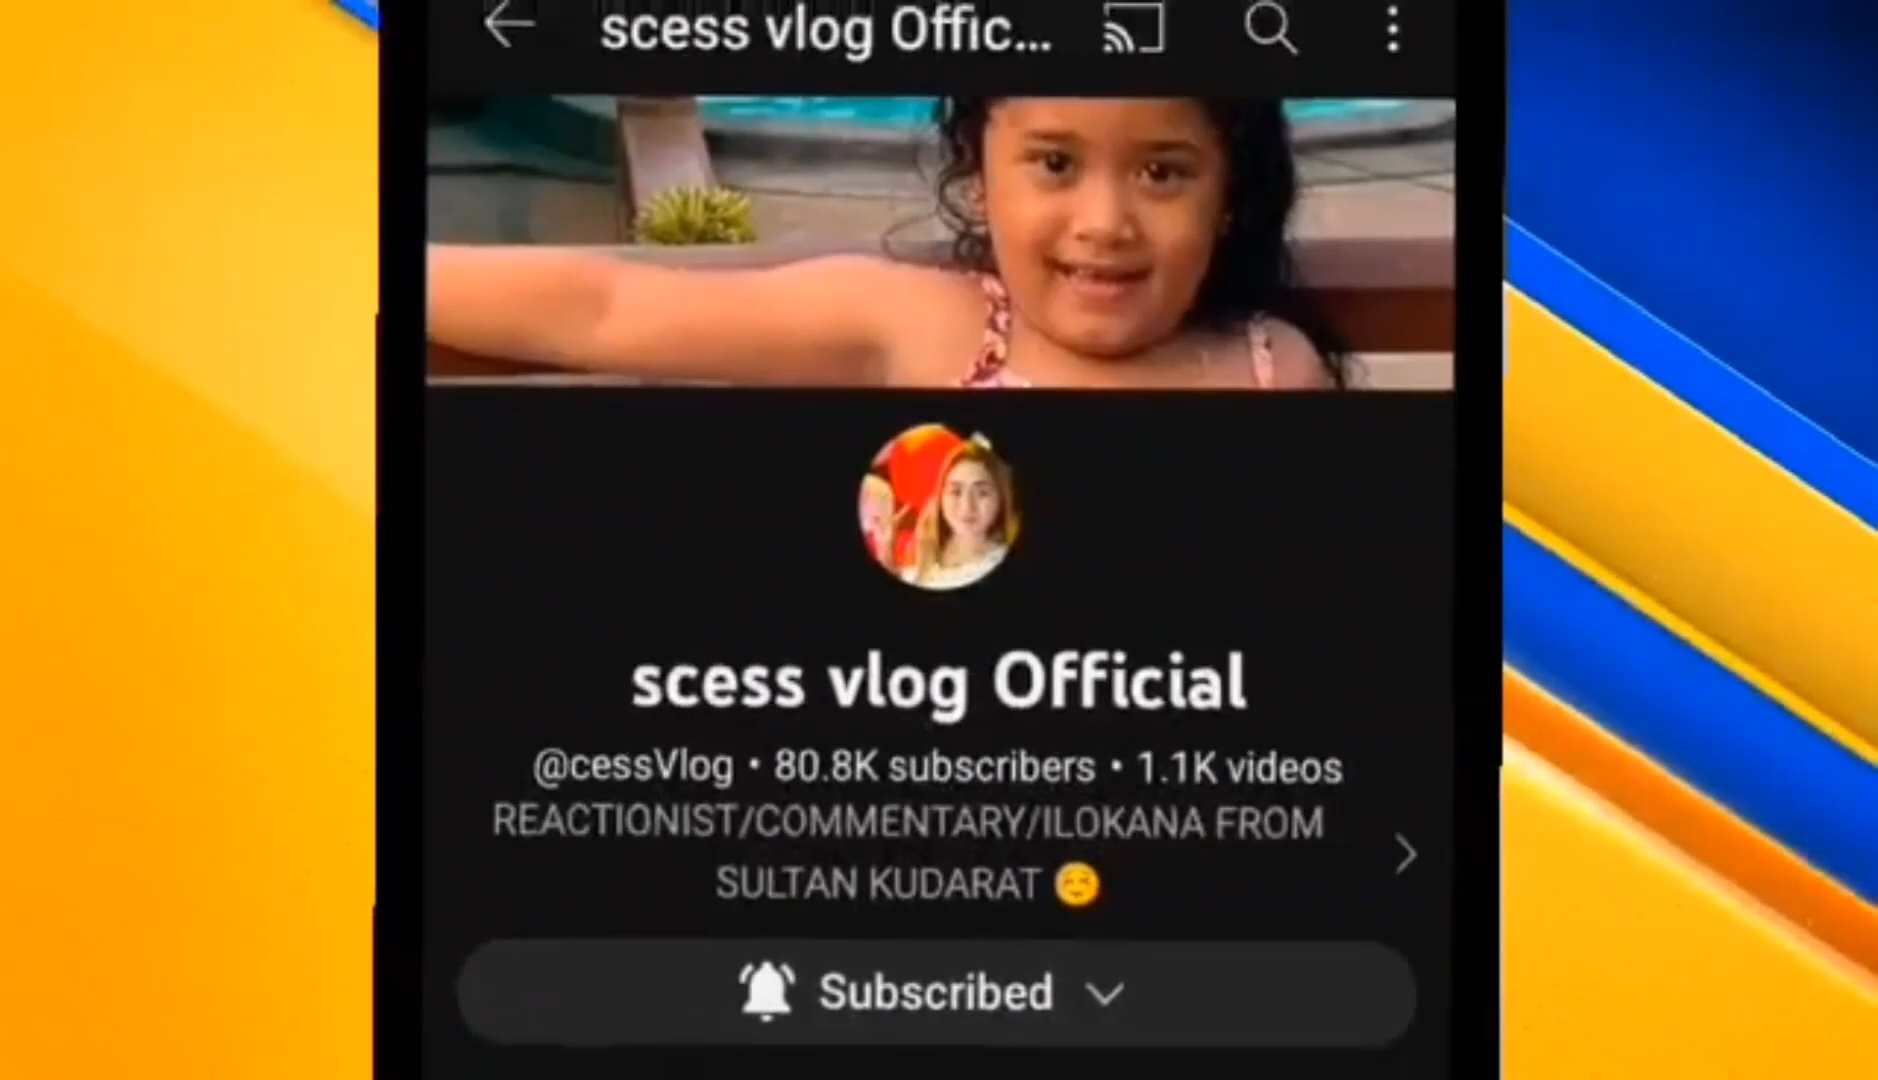 scess vlog Offic...
scess vlog Official
@cessVlog • 80.8K subscribers • 1.1K videos
REACTIONIST/COMMENTARY/ILOKANA FROM
SULTAN KUDARAT ☺️
Subscribed